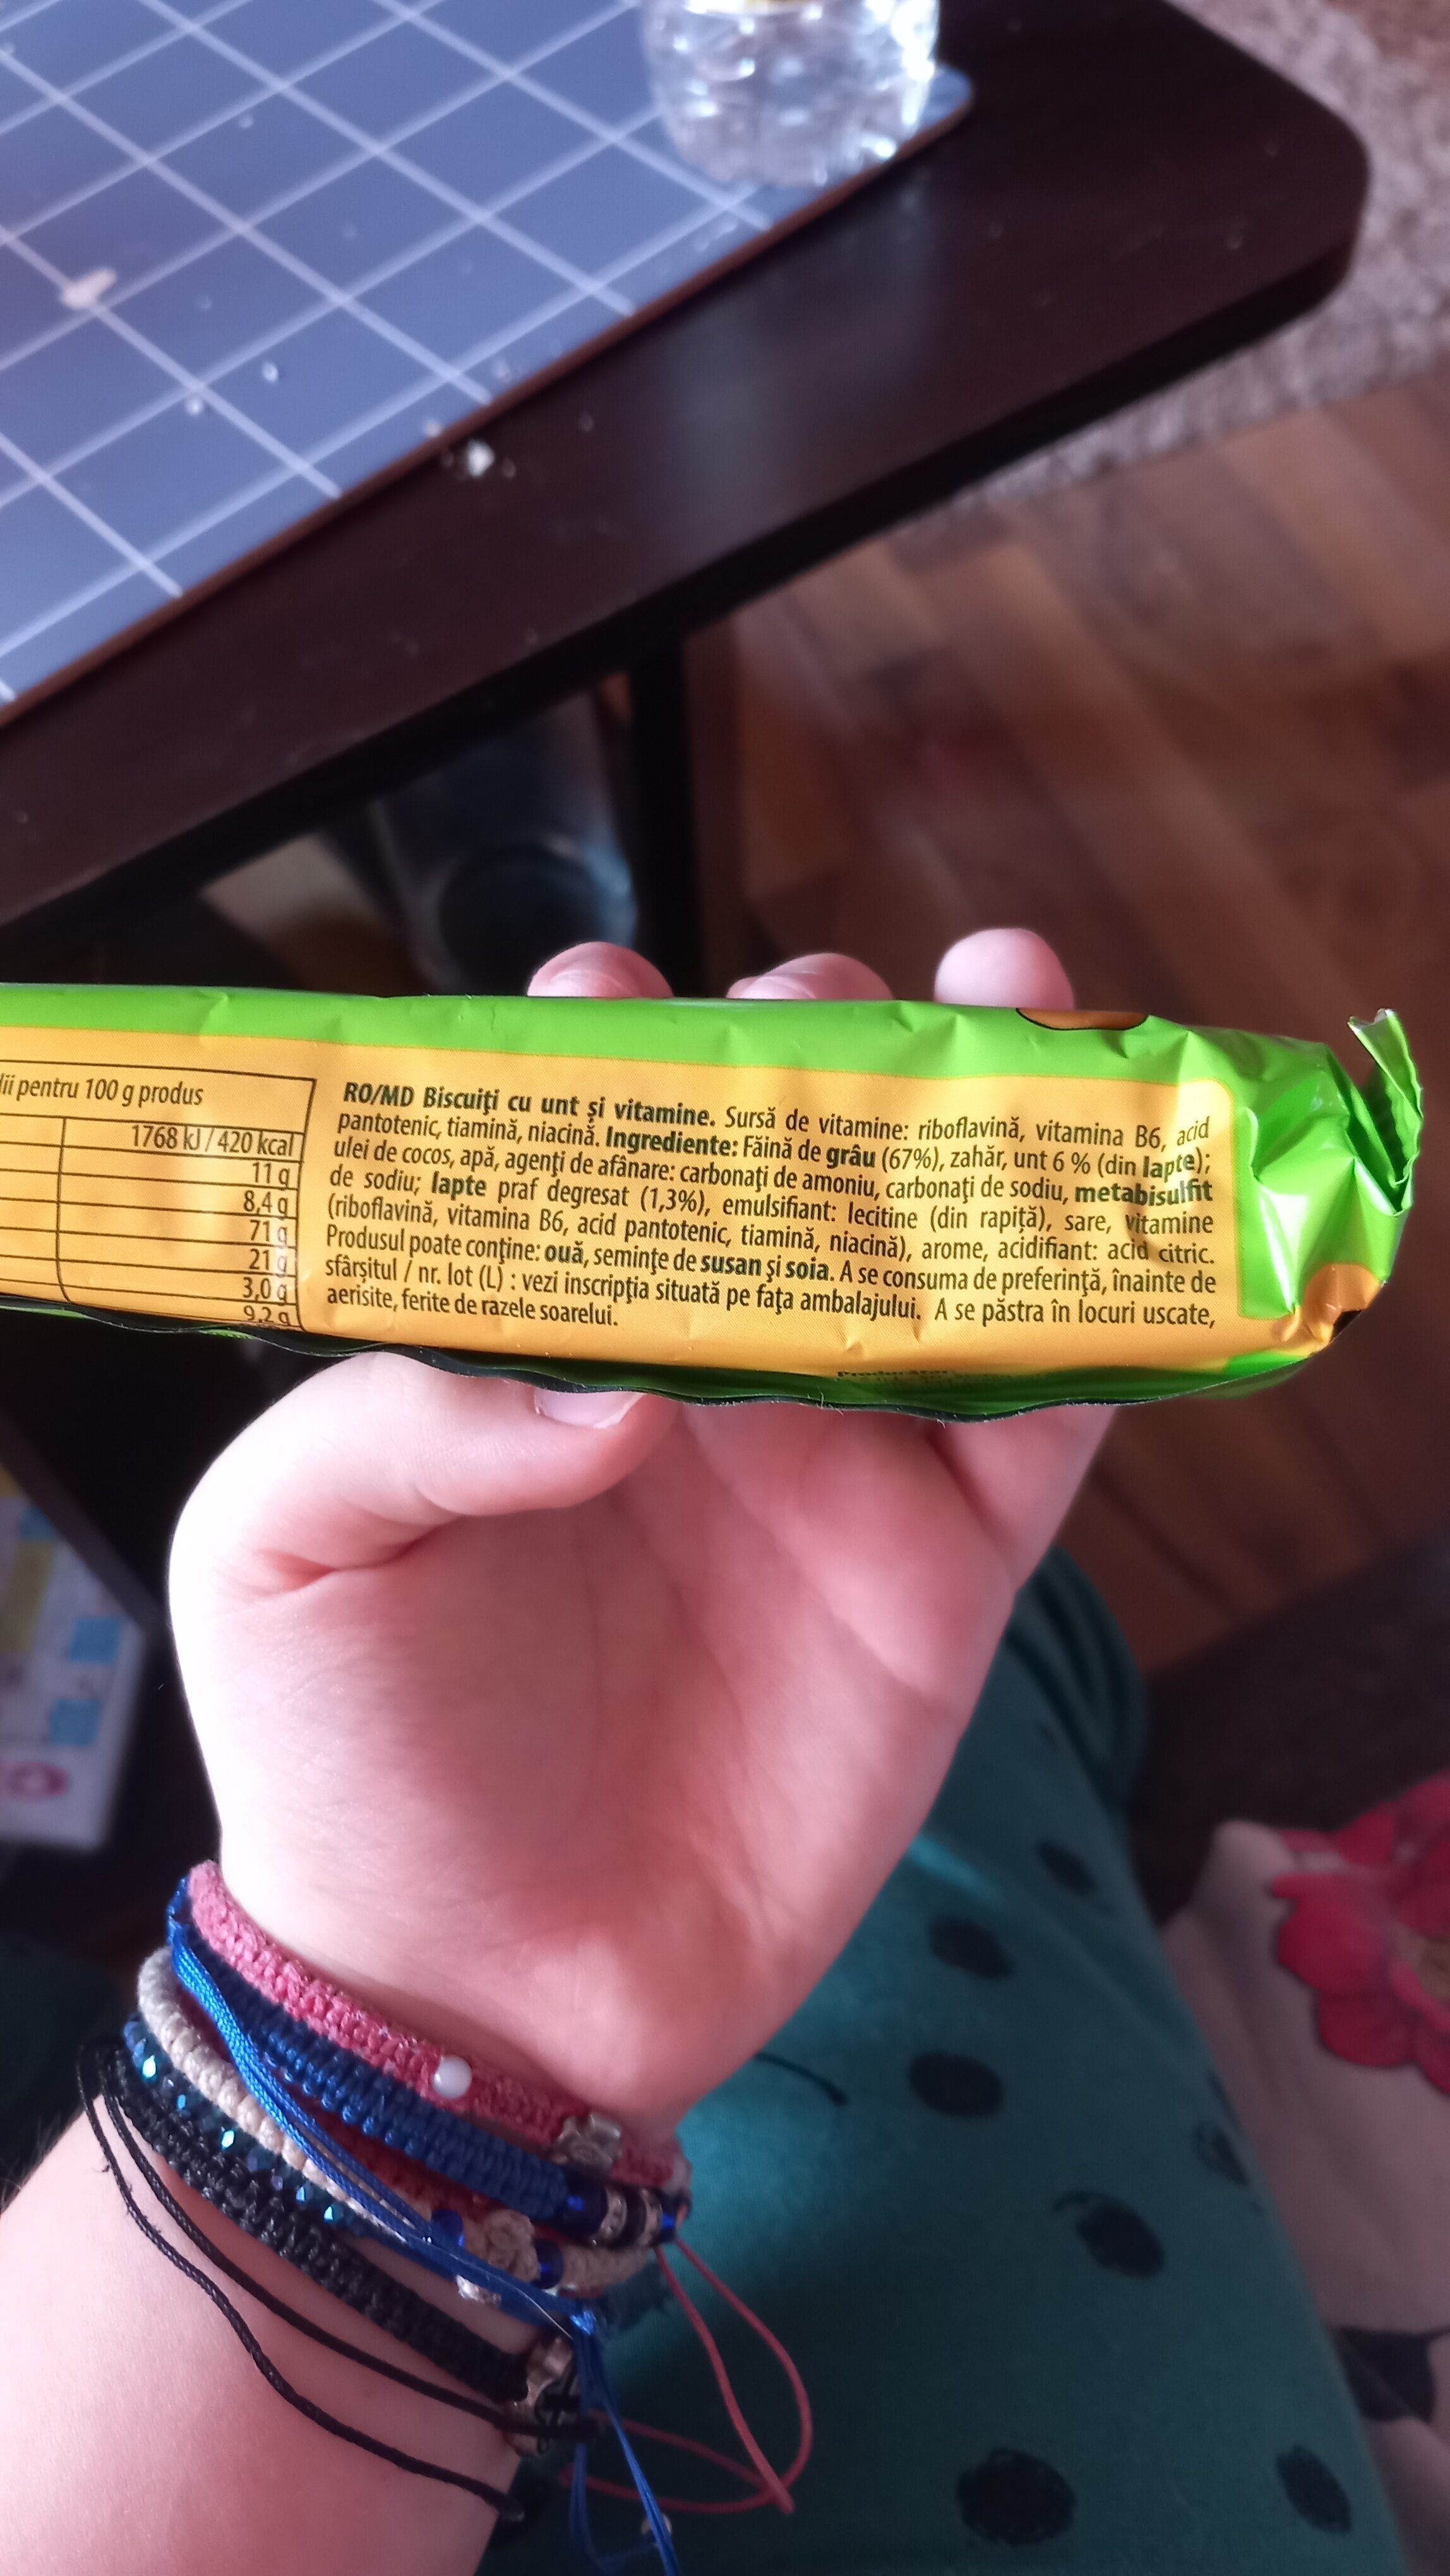 lii pentru 100 g produs
1768 kJ / 420 kcal
11 g
8,4 g
71 g
21 g
3,0 g
9,2 g
RO/MD Biscuiţi cu unt şi vitamine. Sursă de vitamine: riboflavină, vitamina B6, acid
pantotenic, tiamină, niacină. Ingrediente: Făină de grâu (67%), zahăr, unt 6 % (din lapte);
ulei de cocos, apă, agenţi de afânare: carbonaţi de amoniu, carbonaţi de sodiu, metabisulfit
de sodiu; lapte praf degresat (1,3%), emulsifiant: lecitine (din rapiţă), sare, vitamine
(riboflavină, vitamina B6, acid pantotenic, tiamină, niacină), arome, acidifiant: acid citric.
Produsul poate conţine: ouă, seminţe de susan şi soia. A se consuma de preferinţă, înainte de
sfârşitul / nr. lot (L) : vezi inscripţia situată pe faţa ambalajului. A se păstra în locuri uscate,
aerisite, ferite de razele soarelui.